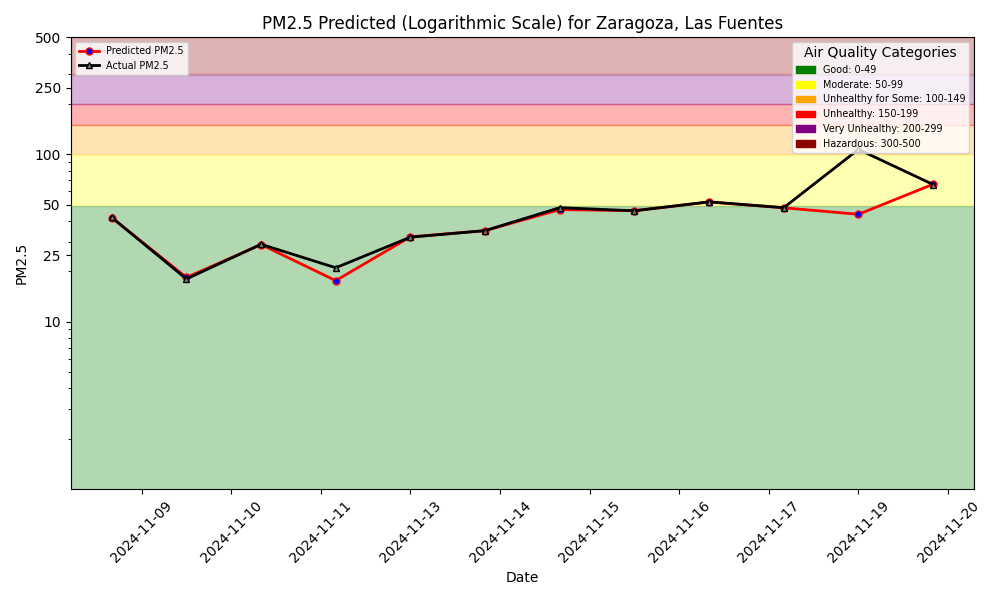 PM2.5 Predicted (Logarithmic Scale) for Zaragoza, Las Fuentes
Predicted PM2.5
Actual PM2.5
Air Quality Categories
Good: 0-49
Moderate: 50-99
Unhealthy for Some: 100-149
Unhealthy: 150-199
Very Unhealthy: 200-299
Hazardous: 300-500
500
250
100
50
25
10
PM2.5
2024-11-09
2024-11-10
2024-11-11
2024-11-13
2024-11-14
2024-11-15
2024-11-16
2024-11-17
2024-11-19
2024-11-20
Date